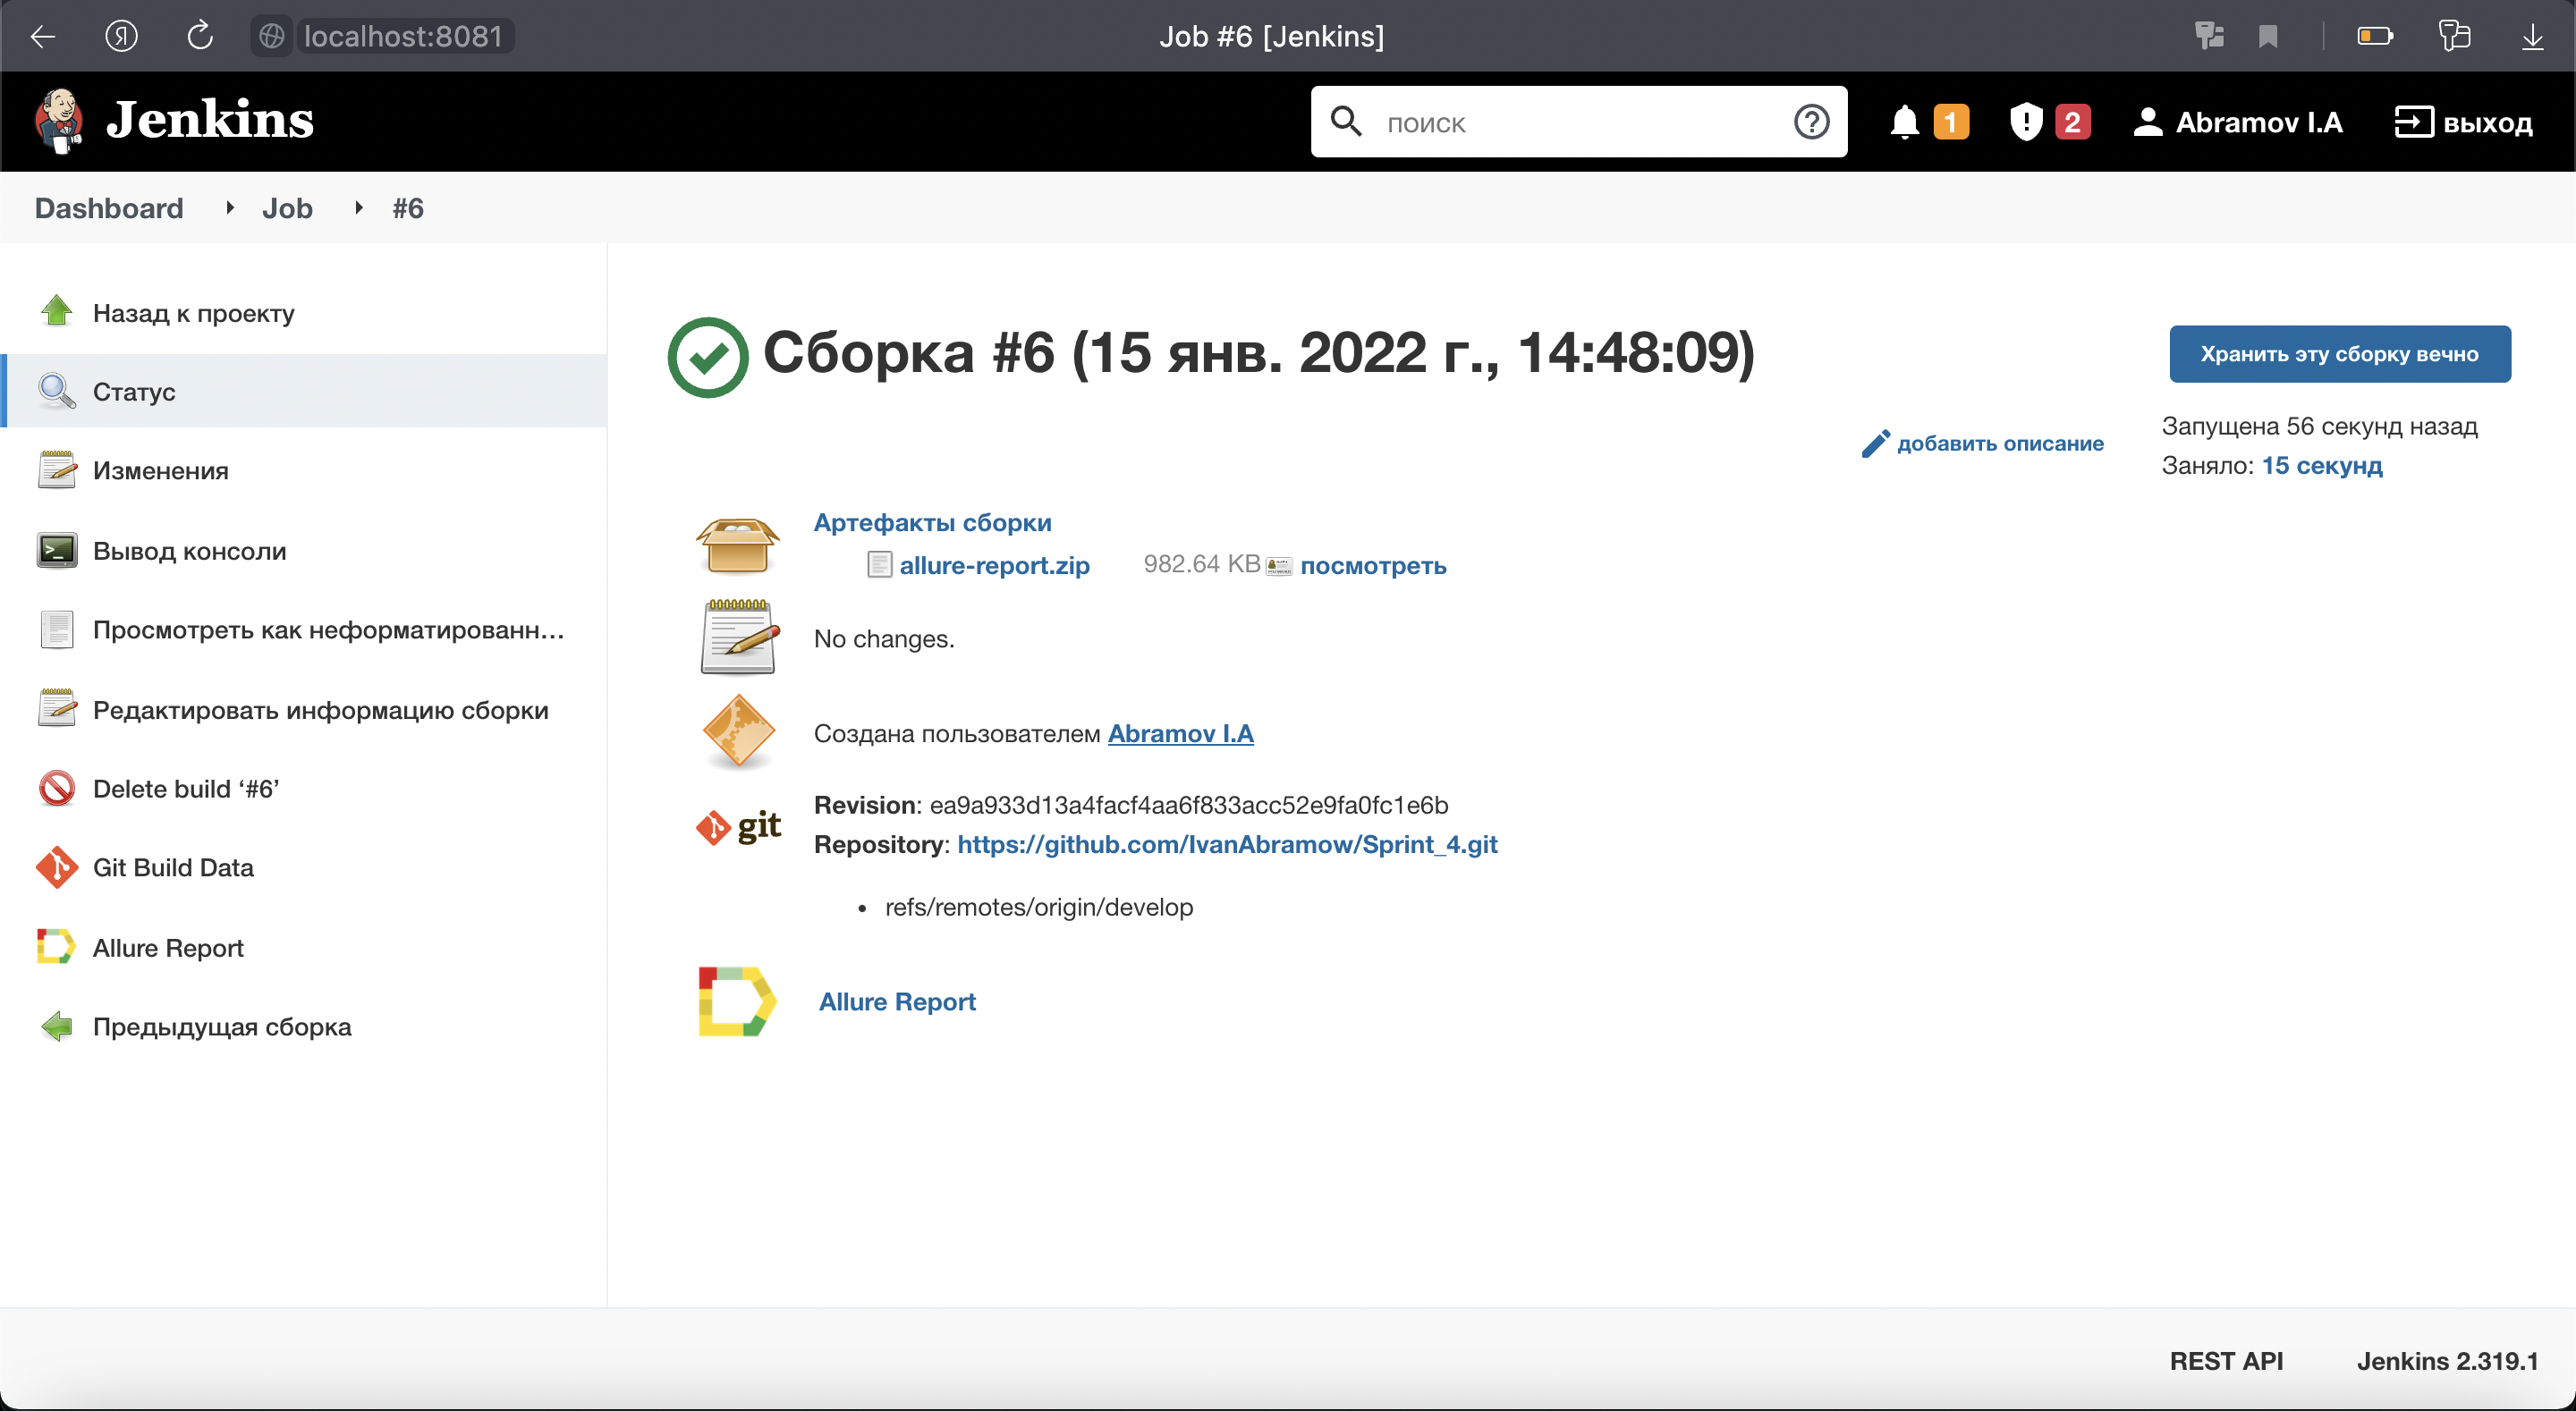 localhost:8081
Job #6 [Jenkins]
Jenkins
поиск
1
2
Abramov I.A
выход
Dashboard
Job
#6
Назад к проекту
Статус
Изменения
Вывод консоли
Просмотреть как неформатированн...
Редактировать информацию сборки
Delete build ‘#6’
Git Build Data
Allure Report
Предыдущая сборка
Сборка #6 (15 янв. 2022 г., 14:48:09)
Хранить эту сборку вечно
добавить описание
Запущена 56 секунд назад
Заняло: 15 секунд
Артефакты сборки
allure-report.zip 982.64 KB посмотреть
No changes.
Создана пользователем Abramov I.A
git
Revision: ea9a933d13a4facf4aa6f833acc52e9fa0fc1e6b
Repository: https://github.com/IvanAbramow/Sprint_4.git
• refs/remotes/origin/develop
Allure Report
REST API
Jenkins 2.319.1